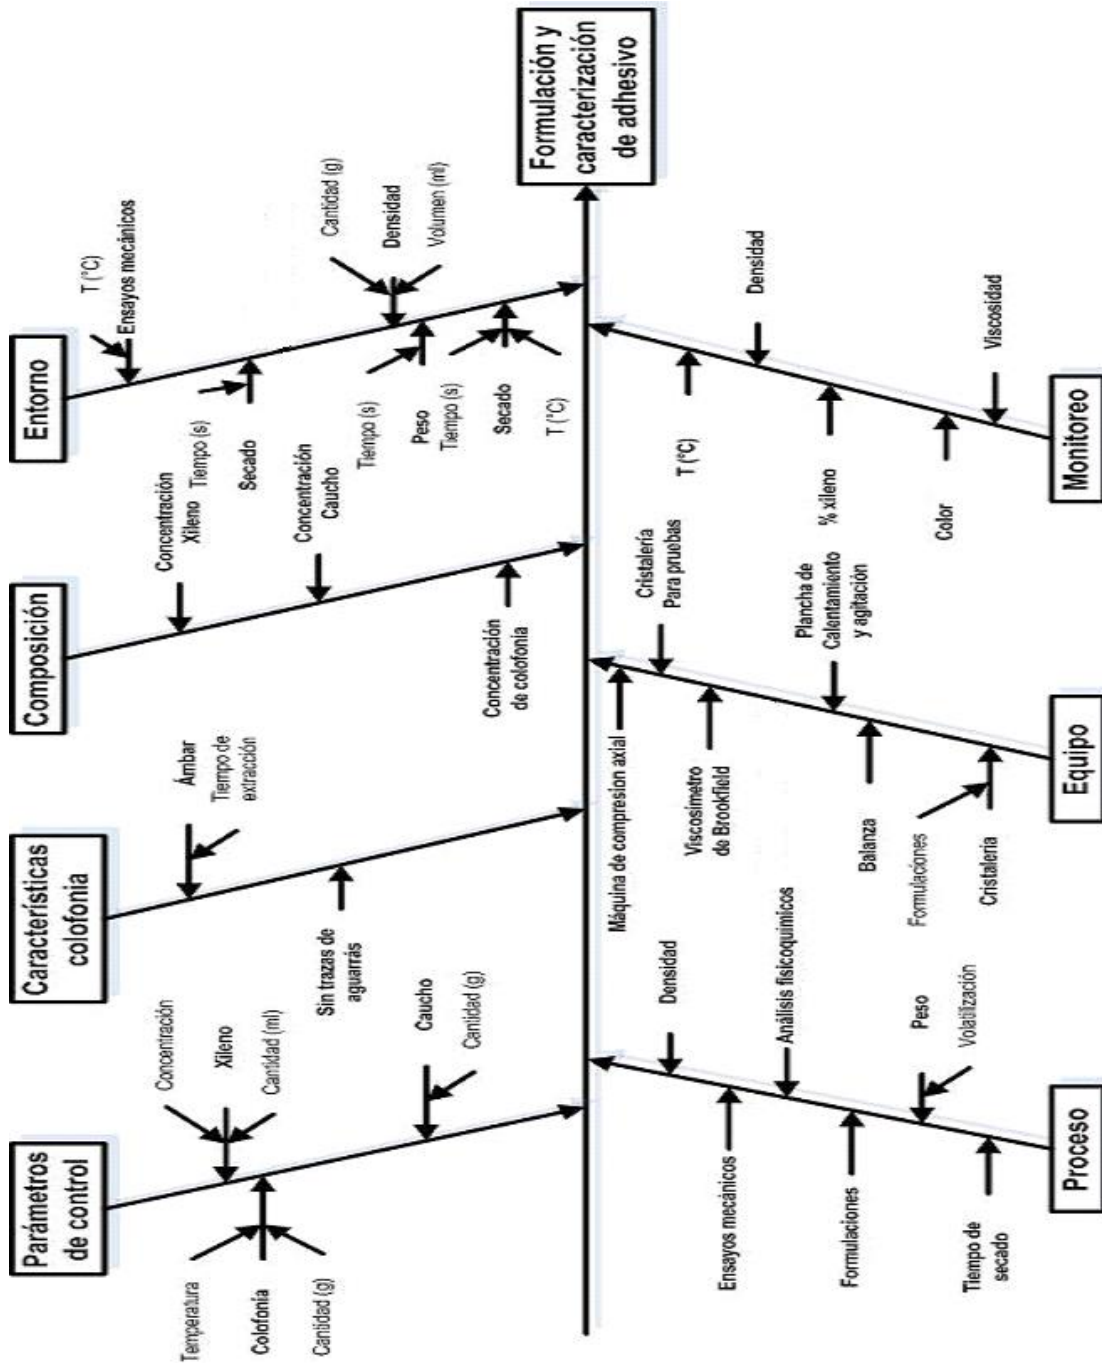 Parámetros
de control
Concentración
Xileno
Cantidad (ml)
Temperatura
Colofonía
Cantidad (g)
Caucho
Cantidad (g)
Características
colofonia
Ámbar
Tiempo de
extracción
Sin trazas de
aguarrás
Composición
Concentración
Xileno
Concentración
Caucho
Concentración
de colofonia
Entorno
T (°C)
Ensayos mecánicos
Tiempo (s)
Secado
Cantidad (g)
Densidad
Volumen (ml)
Tiempo (s)
Peso
Tiempo (s)
Secado
T (°C)
Formulación y
caracterización
de adhesivo
Densidad
Ensayos mecánicos
Análisis fisicoquímicos
Formulaciones
Peso
Volatilización
Tiempo de
secado
Proceso
Máquina de compresion axial
Cristalería
Para pruebas
Viscosímetro
de Brookfield
Plancha de
Calentamiento
y agitación
Balanza
Formulaciones
Cristalería
Equipo
T (°C)
Densidad
% xileno
Color
Viscosidad
Monitoreo